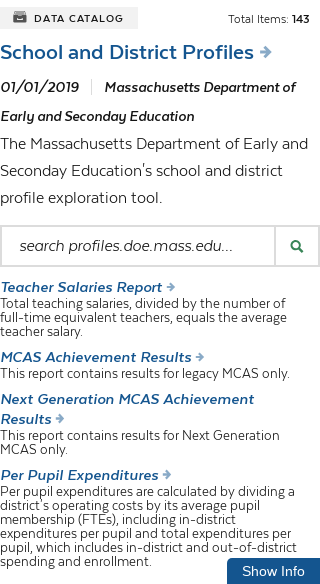 DATA CATALOG
Total Items: 143
School and District Profiles
01/01/2019
Massachusetts Department of
Early and Seconday Education
The Massachusetts Department of Early and
Seconday Education's school and district
profile exploration tool.
search profiles.doe.mass.edu...
Teacher Salaries Report
Total teaching salaries, divided by the number of
full-time equivalent teachers, equals the average
teacher salary.
MCAS Achievement Results
This report contains results for legacy MCAS only.
Next Generation MCAS Achievement
Results
This report contains results for Next Generation
MCAS only.
Per Pupil Expenditures
Per pupil expenditures are calculated by dividing a
district's operating costs by its average pupil
membership (FTEs), including in-district
expenditures per pupil and total expenditures per
pupil, which includes in-district and out-of-district
spending and enrollment.
Show Info